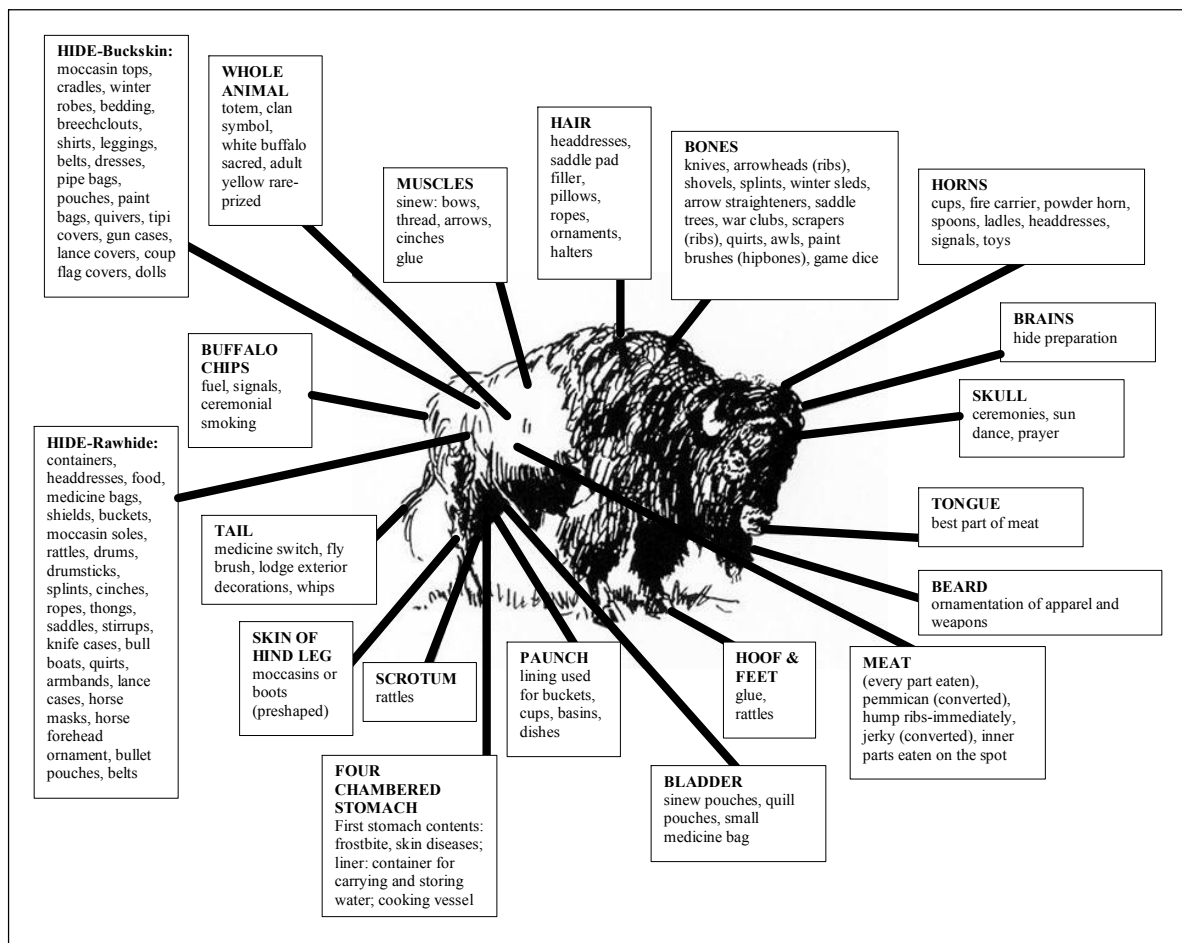 HIDE-Buckskin:
moccasin tops,
cradles, winter
robes, bedding,
breechclouts,
shirts, leggings,
belts, dresses,
pipe bags,
pouches, paint
bags, quivers, tipi
covers, gun cases,
lance covers, coup
flag covers, dolls
WHOLE
ANIMAL
totem, clan
symbol,
white buffalo
sacred, adult
yellow rare-
prized
MUSCLES
sinew: bows,
thread, arrows,
cinches
glue
HAIR
headdresses,
saddle pad
filler,
pillows,
ropes,
ornaments,
halters
BONES
knives, arrowheads (ribs),
shovels, splints, winter sleds,
arrow straighteners, saddle
trees, war clubs, scrapers
(ribs), quirts, awls, paint
brushes (hipbones), game dice
HORNS
cups, fire carrier, powder horn,
spoons, ladles, headdresses,
signals, toys
BRAINS
hide preparation
SKULL
ceremonies, sun
dance, prayer
TONGUE
best part of meat
BEARD
ornamentation of apparel and
weapons
BUFFALO
CHIPS
fuel, signals,
ceremonial
smoking
HIDE-Rawhide:
containers,
headdresses, food,
medicine bags,
shields, buckets,
moccasin soles,
rattles, drums,
drumsticks,
splints, cinches,
ropes, thongs,
saddles, stirrups,
knife cases, bull
boats, quirts,
armbands, lance
cases, horse
masks, horse
forehead
ornament, bullet
pouches, belts
TAIL
medicine switch, fly
brush, lodge exterior
decorations, whips
SKIN OF
HIND LEG
moccasins or
boots
(preshaped)
SCROTUM
rattles
FOUR
CHAMBERED
STOMACH
First stomach contents:
frostbite, skin diseases;
liner: container for
carrying and storing
water; cooking vessel
PAUNCH
lining used
for buckets,
cups, basins,
dishes
HOOF &
FEET
glue,
rattles
BLADDER
sinew pouches, quill
pouches, small
medicine bag
MEAT
(every part eaten),
pemmican (converted),
hump ribs-immediately,
jerky (converted), inner
parts eaten on the spot